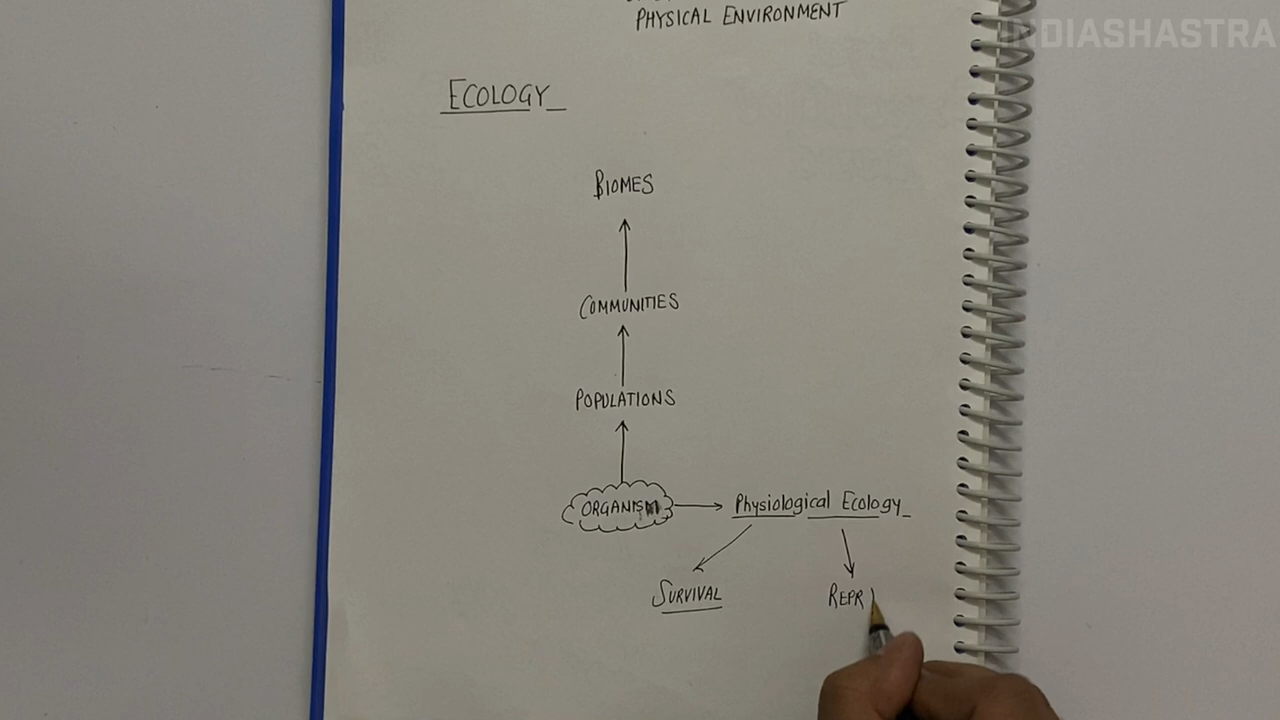 PHYSICAL ENVIRONMENT
INDIASHASTRA
ECOLOGY
BIOMES
COMMUNITIES
POPULATIONS
ORGANISM
Physiological Ecology
SURVIVAL
REPR